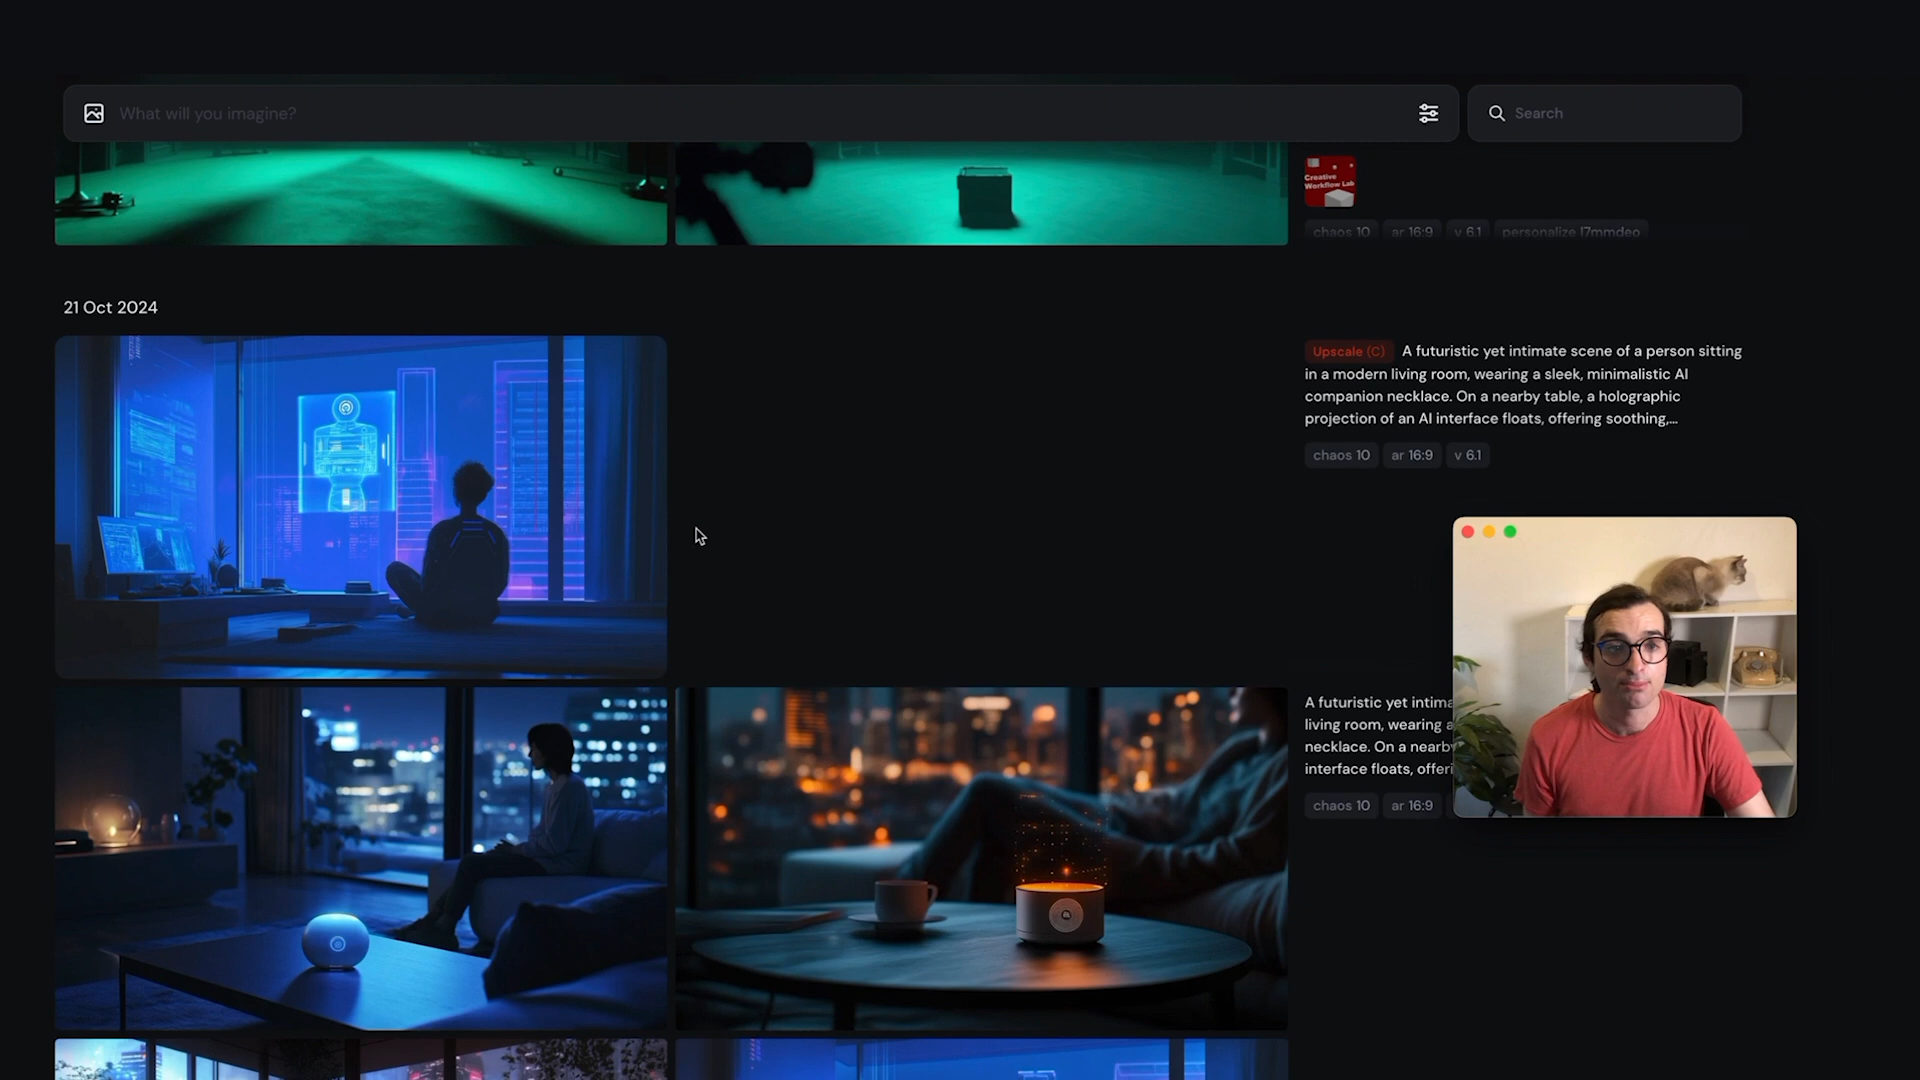 What will you imagine?
Search
Creative
Workflow Lab
chaos 10 ar 16:9 v 6.1 personalize l7mmdeo
21 Oct 2024
Upscale (C) A futuristic yet intimate scene of a person sitting
in a modern living room, wearing a sleek, minimalistic AI
companion necklace. On a nearby table, a holographic
projection of an AI interface floats, offering soothing,...
chaos 10 ar 16:9 v 6.1
A futuristic yet intima
living room, wearing a
necklace. On a nearby
interface floats, offeri
chaos 10 ar 16:9